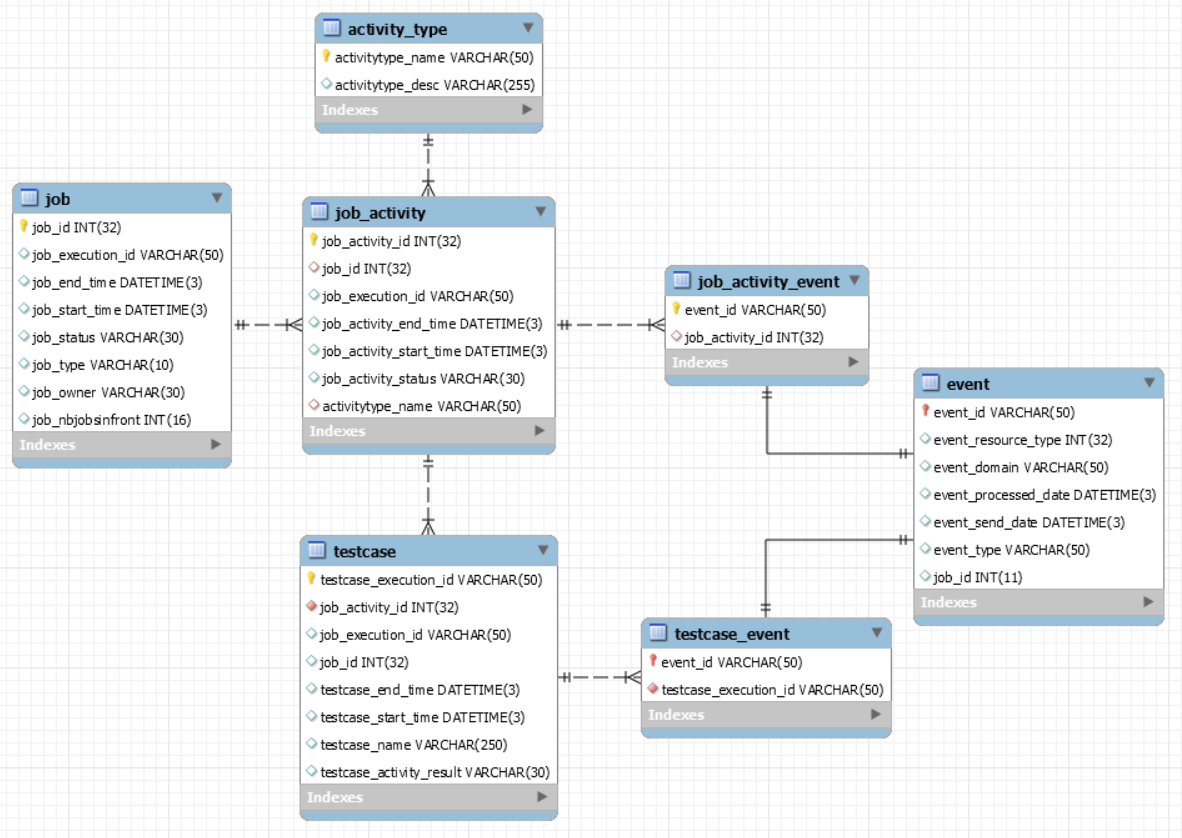 activity_type
activitytype_name VARCHAR(50)
activitytype_desc VARCHAR(255)
Indexes
job
job_id INT(32)
job_execution_id VARCHAR(50)
job_end_time DATETIME(3)
job_start_time DATETIME(3)
job_status VARCHAR(30)
job_type VARCHAR(10)
job_owner VARCHAR(30)
job_nbjobsinfront INT(16)
Indexes
job_activity
job_activity_id INT(32)
job_id INT(32)
job_execution_id VARCHAR(50)
job_activity_end_time DATETIME(3)
job_activity_start_time DATETIME(3)
job_activity_status VARCHAR(30)
activitytype_name VARCHAR(50)
Indexes
job_activity_event
event_id VARCHAR(50)
job_activity_id INT(32)
Indexes
event
event_id VARCHAR(50)
event_resource_type INT(32)
event_domain VARCHAR(50)
event_processed_date DATETIME(3)
event_send_date DATETIME(3)
event_type VARCHAR(50)
job_id INT(11)
Indexes
testcase
testcase_execution_id VARCHAR(50)
job_activity_id INT(32)
job_execution_id VARCHAR(50)
job_id INT(32)
testcase_end_time DATETIME(3)
testcase_start_time DATETIME(3)
testcase_name VARCHAR(250)
testcase_activity_result VARCHAR(30)
Indexes
testcase_event
event_id VARCHAR(50)
testcase_execution_id VARCHAR(50)
Indexes